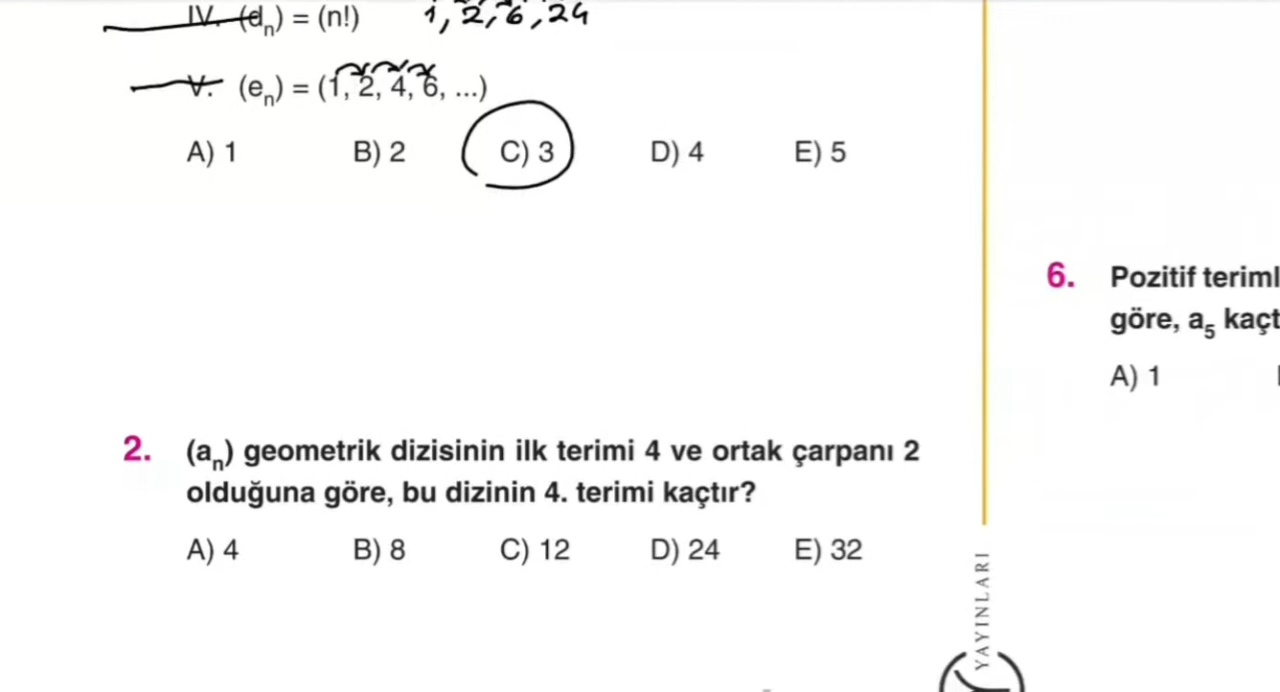 IV. (dn) = (n!) 1, 2, 6, 24
V. (en) = (1, 2, 4, 6, ...)
A) 1 B) 2 C) 3 D) 4 E) 5
6. Pozitif teriml
göre, a5 kaçt
A) 1
2. (an) geometrik dizisinin ilk terimi 4 ve ortak çarpanı 2
olduğuna göre, bu dizinin 4. terimi kaçtır?
A) 4 B) 8 C) 12 D) 24 E) 32
YAYINLARI